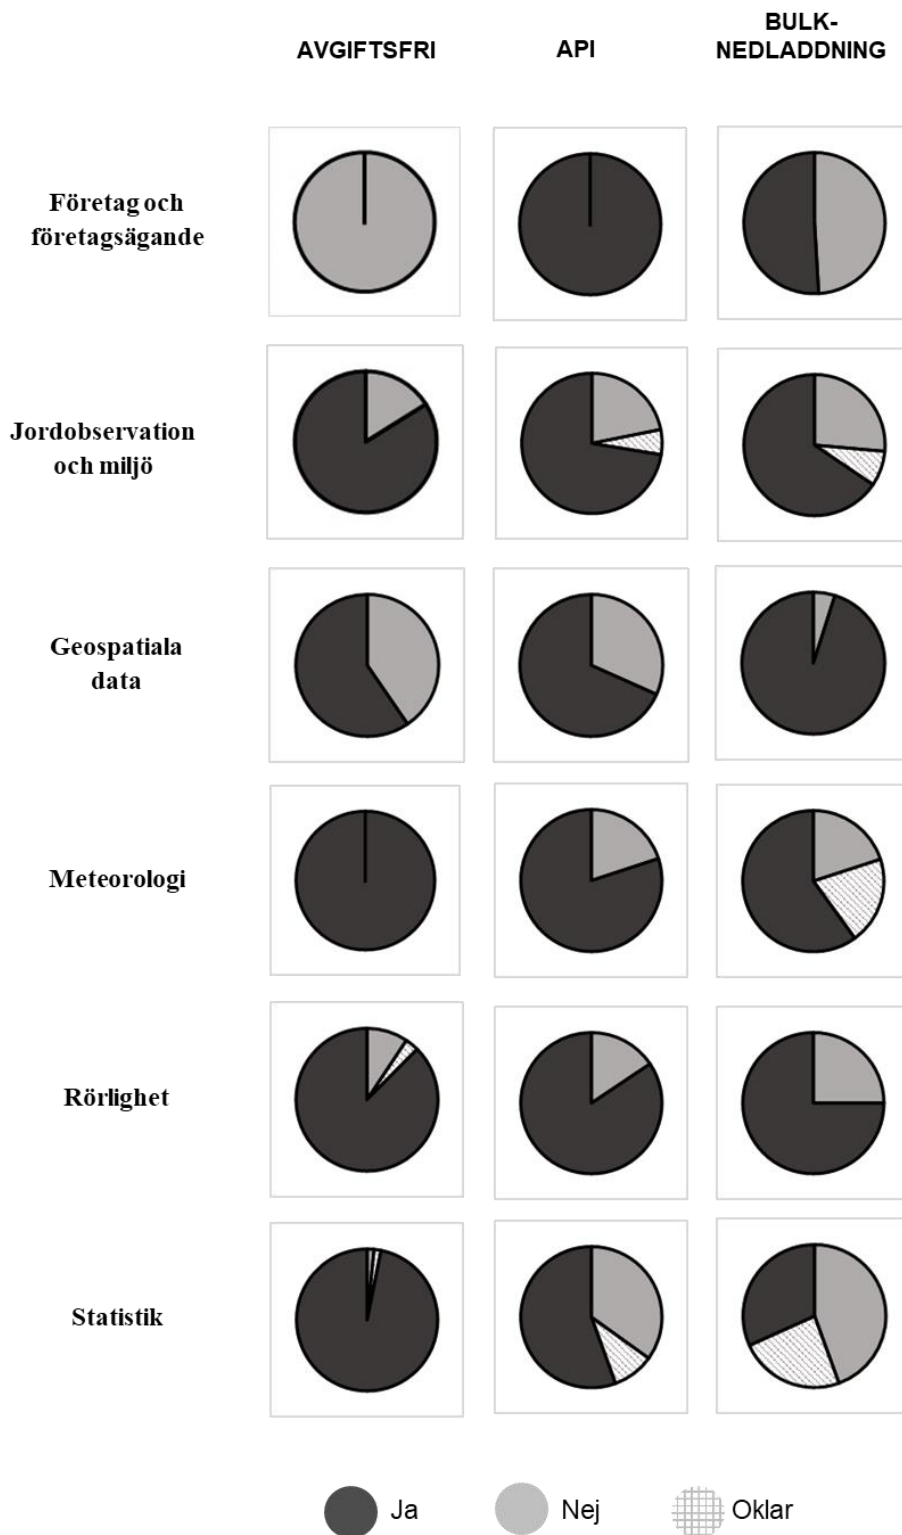 AVGIFTSFRI
API
BULK-
NEDLADDNING
Företag och
företagsägande
Jordobservation
och miljö
Geospatiala
data
Meteorologi
Rörlighet
Statistik
Ja
Nej
Oklar